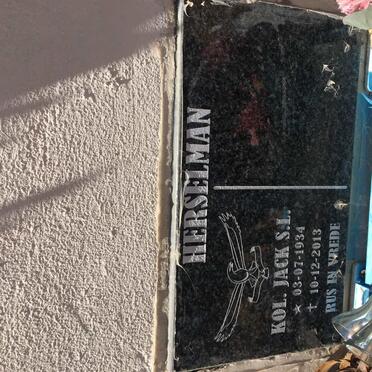 HERSELMAN
KOL. JACK S.L.
★ 03-07-1934
† 10-12-2013
RUS IN VREDE